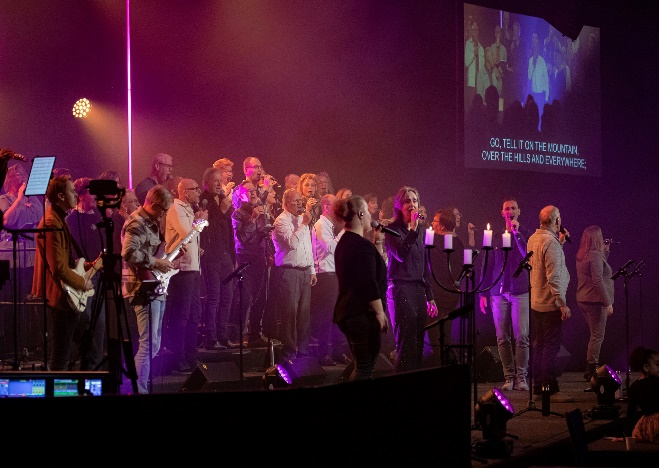 GO, TELL IT ON THE MOUNTAIN,
OVER THE HILLS AND EVERYWHERE;